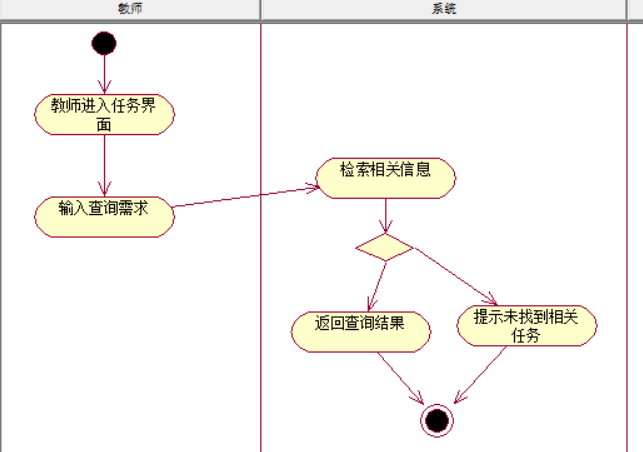 教师
系统
教师进入任务界
面
输入查询需求
检索相关信息
返回查询结果
提示未找到相关
任务